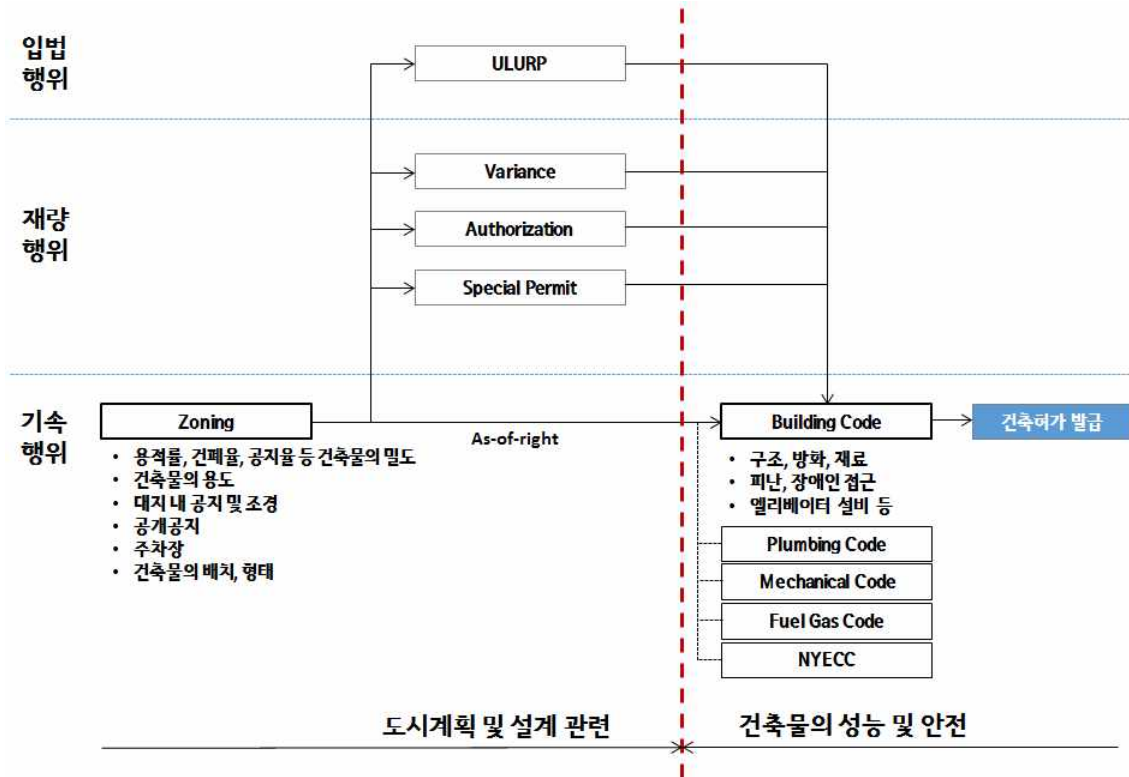 입법
행위
ULURP
재량
행위
Variance
Authorization
Special Permit
기속
행위
Zoning
As-of-right
Building Code
건축허가 발급
• 용적률, 건폐율, 공지율 등 건축물의 밀도
• 건축물의 용도
• 대지 내 공지 및 조경
• 공개공지
• 주차장
• 건축물의 배치, 형태
• 구조, 방화, 재료
• 피난, 장애인 접근
• 엘리베이터 설비 등
Plumbing Code
Mechanical Code
Fuel Gas Code
NYECC
도시계획 및 설계 관련
건축물의 성능 및 안전